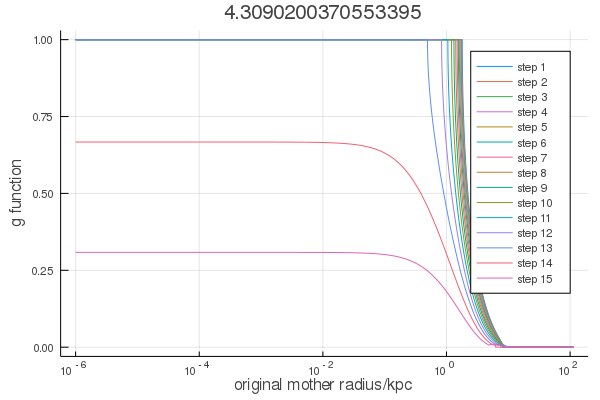 4.3090200370553395
1.00
0.75
0.50
0.25
0.00
g function
step 1
step 2
step 3
step 4
step 5
step 6
step 7
step 8
step 9
step 10
step 11
step 12
step 13
step 14
step 15
10^-6 10^-4 10^-2 10^0 10^2
original mother radius/kpc